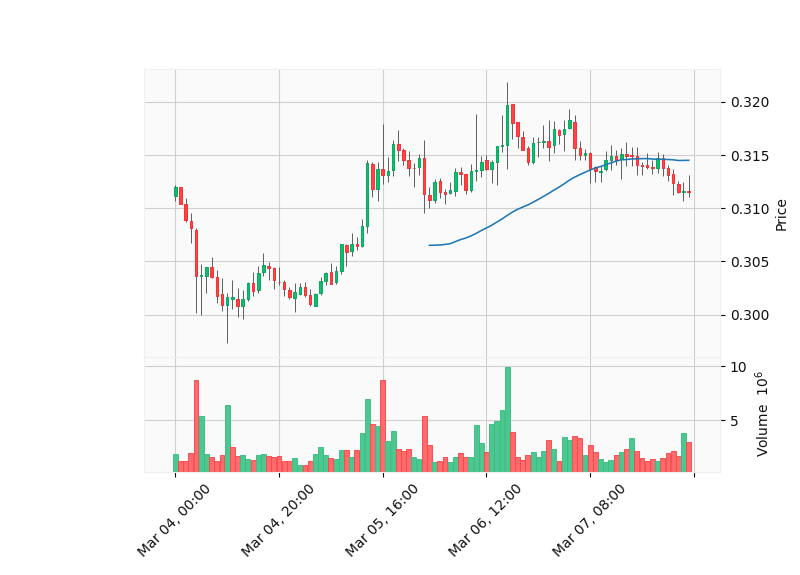 0.320
0.315
0.310
0.305
0.300
Price
10
5
Volume 10^6
Mar 04, 00:00
Mar 04, 20:00
Mar 05, 16:00
Mar 06, 12:00
Mar 07, 08:00